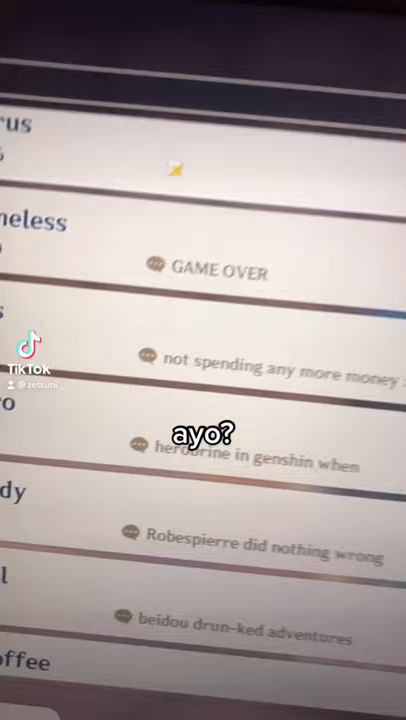 rus
neless
GAME OVER
s
not spending any more money
TikTok
@zetsuni_
ro
ayo?
herobrine in genshin when
dy
Robespierre did nothing wrong
l
beidou drun-ked adventures
offee